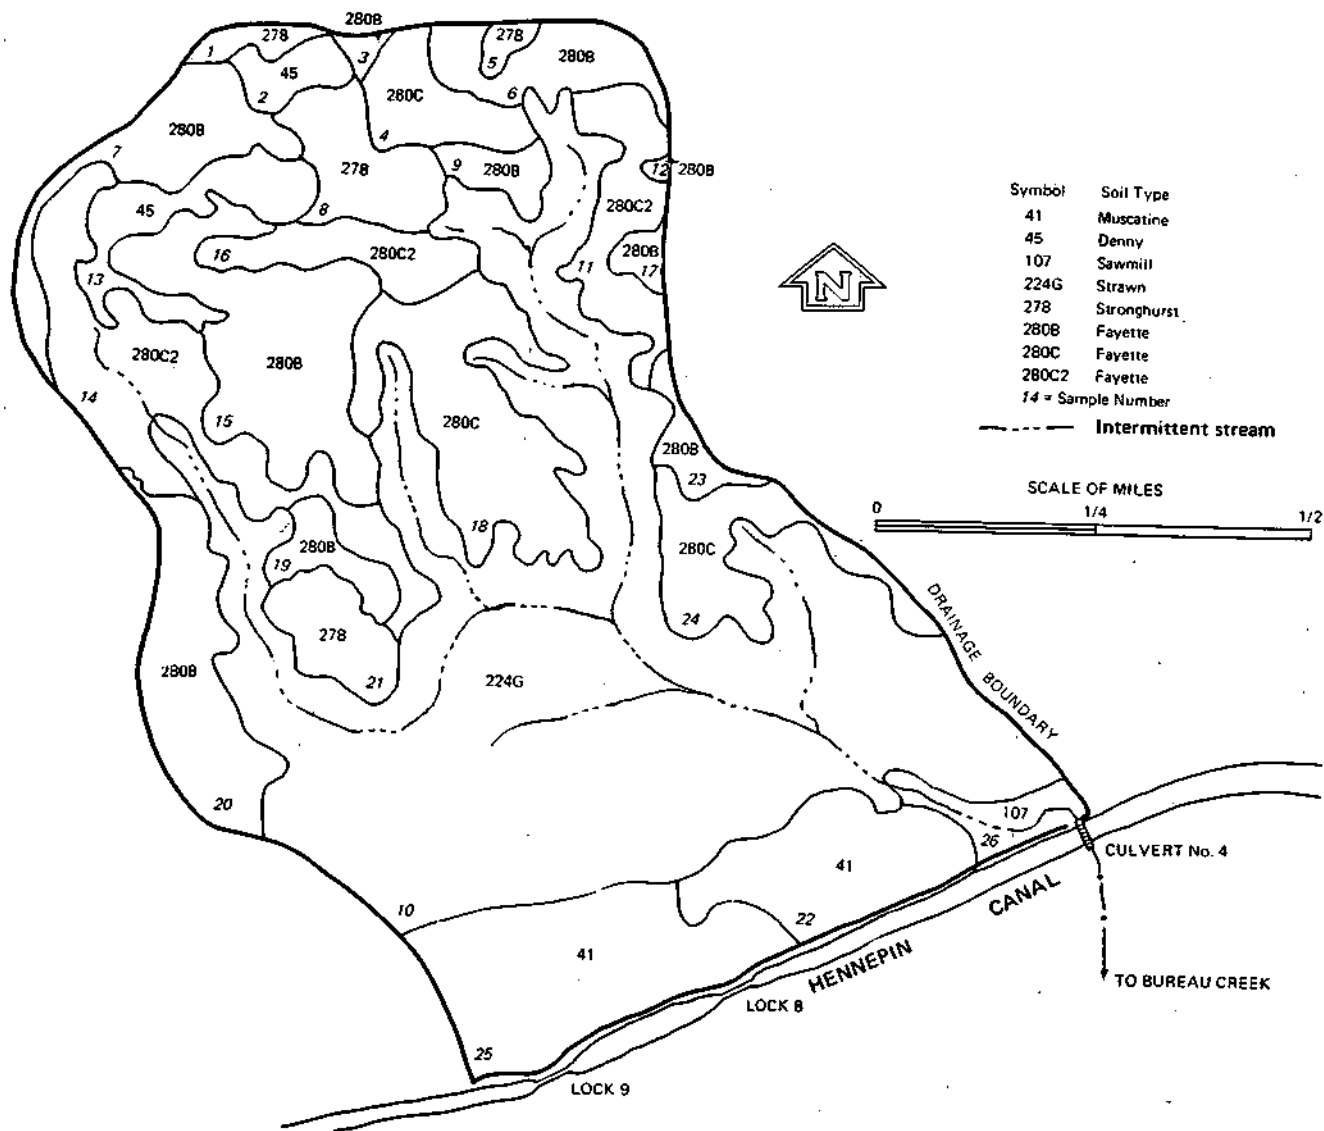 280B
278
278
1
3
5
280B
45
280C
2
6
280B
4
7
278
9
280B
12
280B
45
8
280C2
16
280C2
280B
11
17
13
280C2
280B
14
15
280C
280B
23
18
280B
280C
19
24
278
280B
21
224G
20
107
26
41
10
22
41
25
N
Symbol Soil Type
41 Muscatine
45 Denny
107 Sawmill
224G Strawn
278 Stronghurst
280B Fayette
280C Fayette
280C2 Fayette
14 = Sample Number
Intermittent stream
SCALE OF MILES
0 1/4 1/2
DRAINAGE BOUNDARY
CULVERT No. 4
HENNEPIN CANAL
TO BUREAU CREEK
LOCK 8
LOCK 9